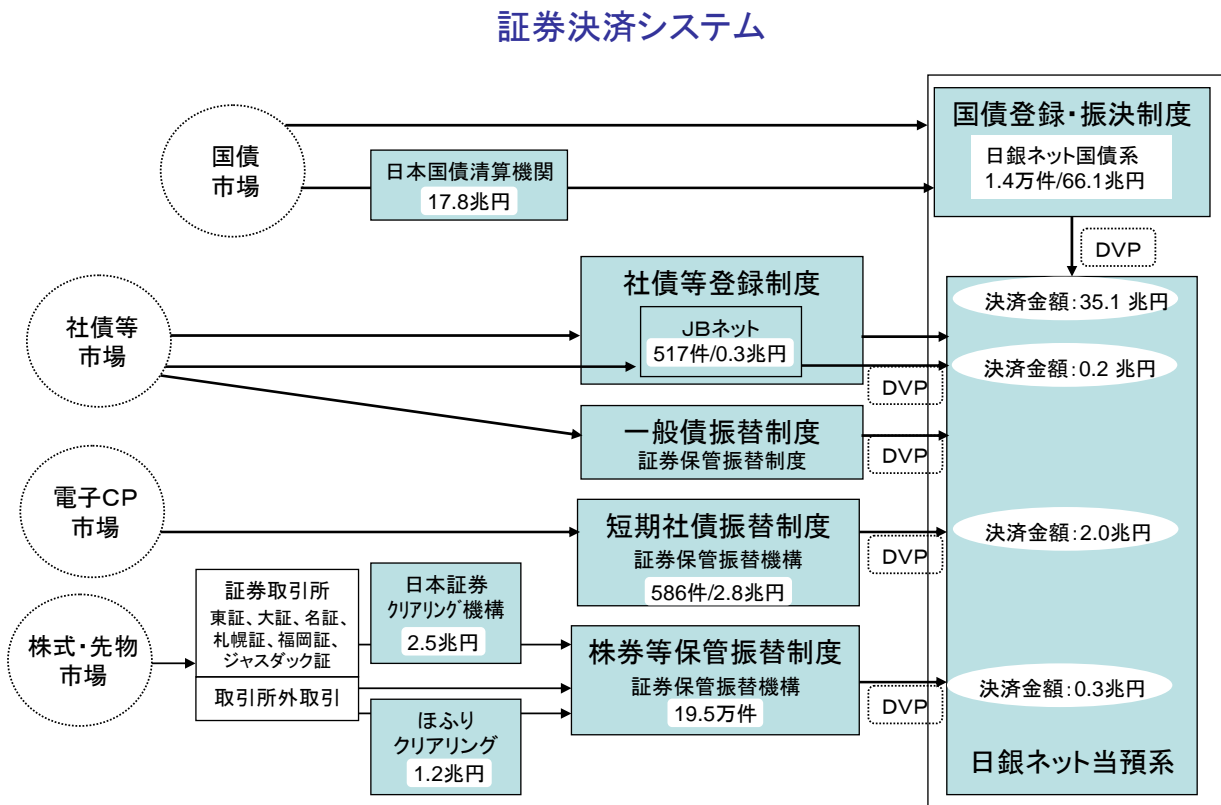 証券決済システム
国債
市場
日本国債清算機関
17.8兆円
国債登録・振決制度
日銀ネット国債系
1.4万件/66.1兆円
DVP
社債等
市場
社債等登録制度
JBネット
517件/0.3兆円
決済金額:35.1 兆円
決済金額:0.2 兆円
DVP
一般債振替制度
証券保管振替制度
DVP
電子CP
市場
短期社債振替制度
証券保管振替機構
586件/2.8兆円
DVP
決済金額:2.0兆円
株式・先物
市場
証券取引所
東証、大証、名証、
札幌証、福岡証、
ジャスダック証
取引所外取引
日本証券
クリアリング機構
2.5兆円
ほふり
クリアリング
1.2兆円
株券等保管振替制度
証券保管振替機構
19.5万件
DVP
決済金額:0.3兆円
日銀ネット当預系